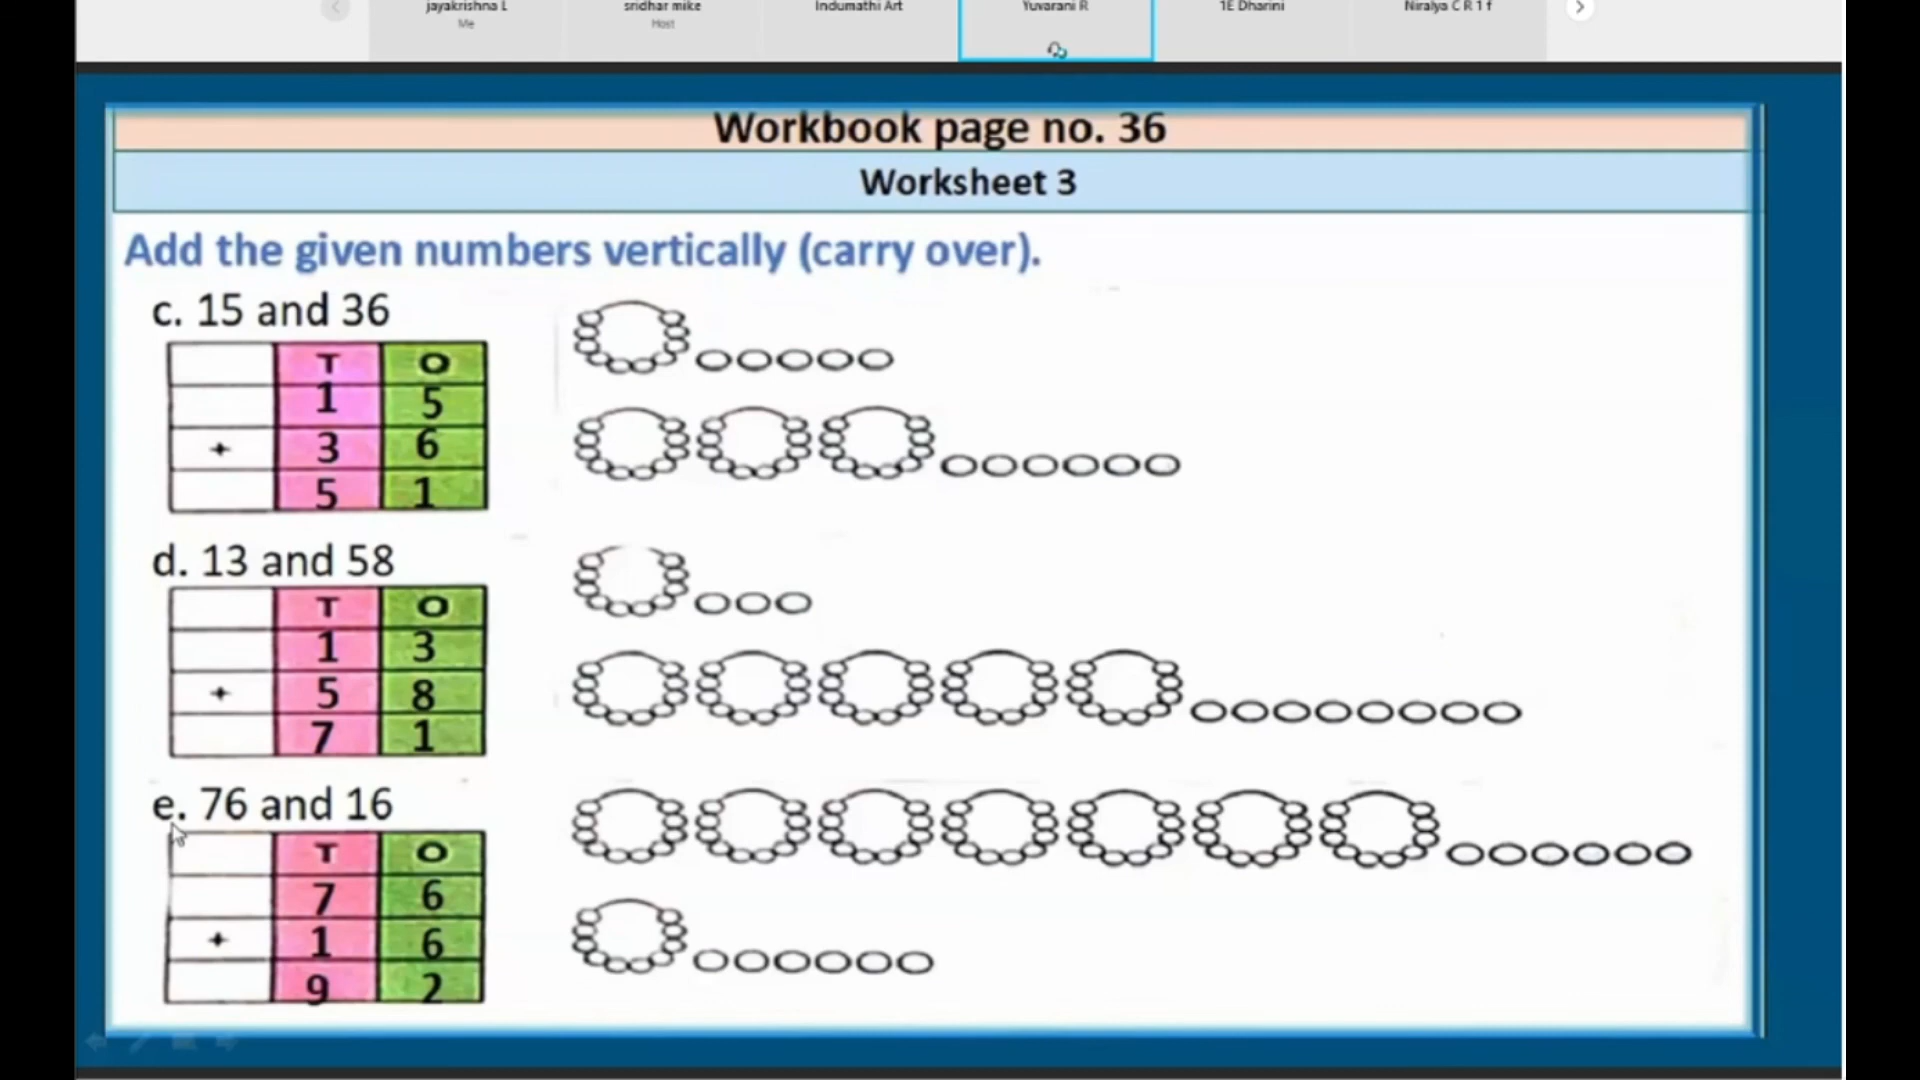 jayakrishna L
Me
sridhar mike
Host
Indumathi Art
Yuvarani R
1E Dharini
Niralya C R 1 f
Workbook page no. 36
Worksheet 3
Add the given numbers vertically (carry over).
c. 15 and 36
T O
1 5
+ 3 6
5 1
d. 13 and 58
T O
1 3
+ 5 8
7 1
e. 76 and 16
T O
7 6
+ 1 6
9 2